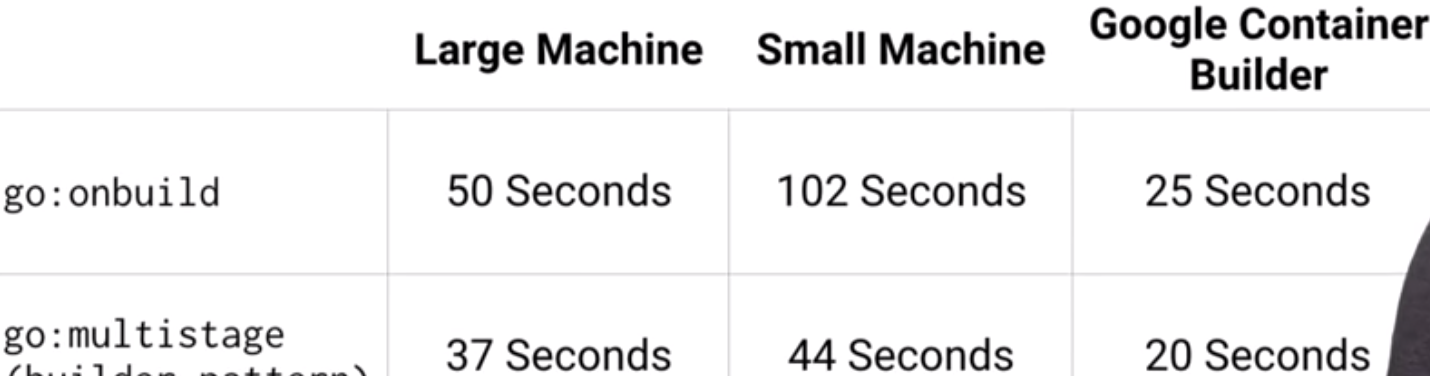 Large Machine Small Machine Google Container
Builder
go:onbuild 50 Seconds 102 Seconds 25 Seconds
go:multistage
(builder pattern) 37 Seconds 44 Seconds 20 Seconds